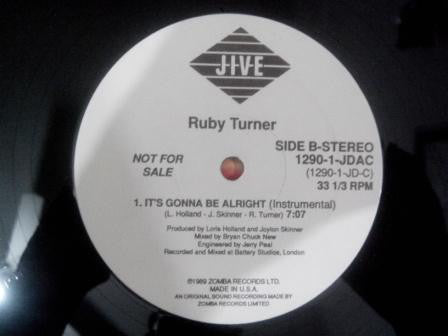 JIVE
Ruby Turner
SIDE B-STEREO
NOT FOR
SALE
1290-1-JDAC
(1290-1-JD-C)
33 1/3 RPM
1. IT'S GONNA BE ALRIGHT (Instrumental)
(L. Holland - J. Skinner - R. Turner) 7:07
Produced by Loris Holland and Jolyon Skinner
Mixed by Bryan Chuck New
Engineered by Jerry Peal
Recorded and Mixed at Battery Studios, London
℗1989 ZOMBA RECORDS LTD.
MADE IN U.S.A.
AN ORIGINAL SOUND RECORDING MADE BY
ZOMBA RECORDS LIMITED